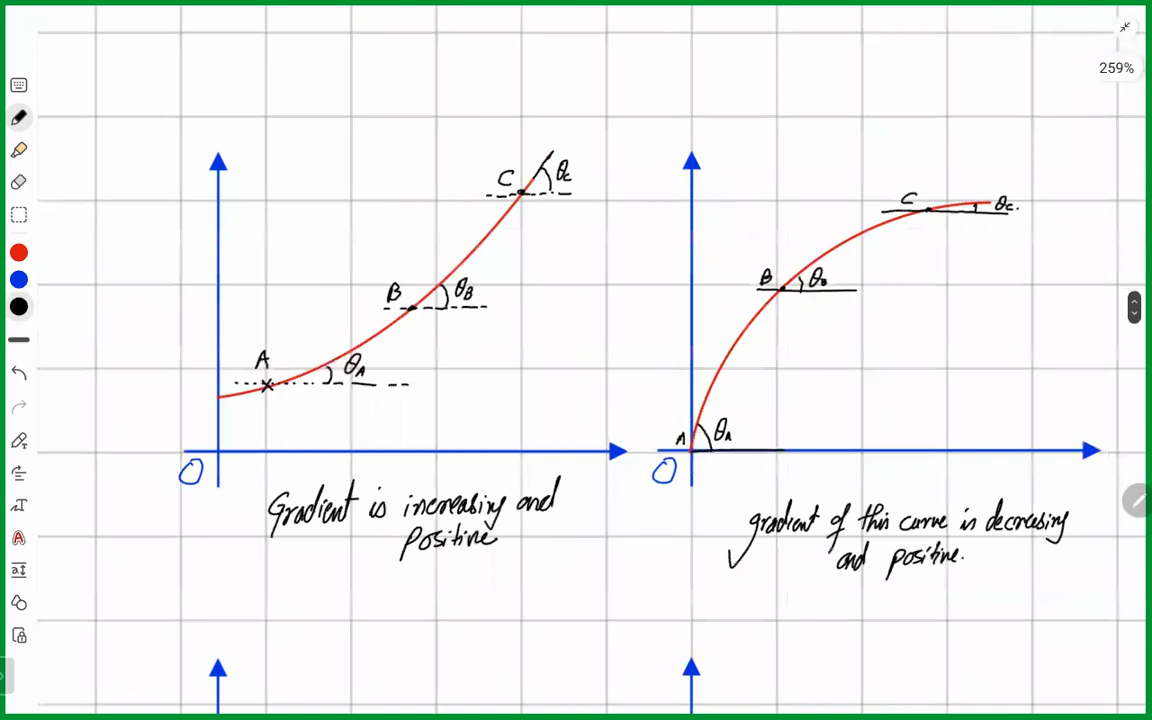 259%
C θc
B θB
A θA
O
Gradient is increasing and
positive
C θc.
B θB
A θA
O
gradient of this curve is decreasing
and positive.